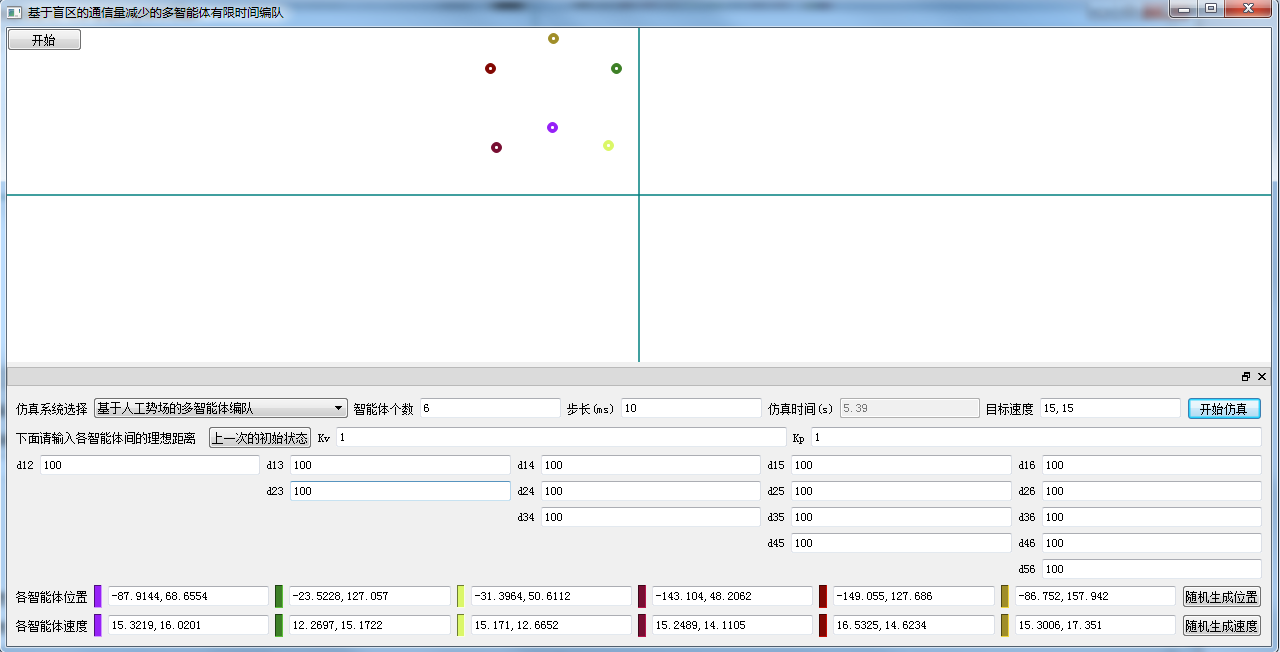 基于盲区的通信量减少的多智能体有限时间编队
开始
仿真系统选择 基于人工势场的多智能体编队 智能体个数 6 步长(ms) 10 仿真时间(s) 5.39 目标速度 15,15 开始仿真
下面请输入各智能体间的理想距离 上一次的初始状态 Kv 1 Kp 1
d12 100 d13 100 d14 100 d15 100 d16 100
d23 100 d24 100 d25 100 d26 100
d34 100 d35 100 d36 100
d45 100 d46 100
d56 100
各智能体位置 -87.9144,68.6554 -23.5228,127.057 -31.3964,50.6112 -143.104,48.2062 -149.055,127.686 -86.752,157.942 随机生成位置
各智能体速度 15.3219,16.0201 12.2697,15.1722 15.171,12.6652 15.2489,14.1105 16.5325,14.6234 15.3006,17.351 随机生成速度